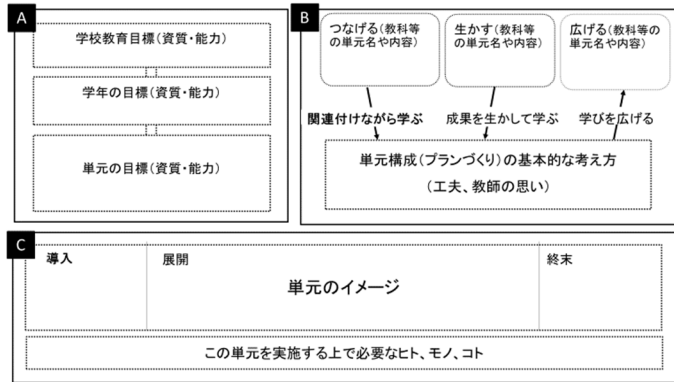 A
学校教育目標(資質・能力)
学年の目標(資質・能力)
単元の目標(資質・能力)
B
つなげる(教科等
の単元名や内容)
生かす(教科等
の単元名や内容)
広げる(教科等の
単元名や内容)
関連付けながら学ぶ
成果を生かして学ぶ
学びを広げる
単元構成(プランづくり)の基本的な考え方
(工夫、教師の思い)
C
導入
展開
終末
単元のイメージ
この単元を実施する上で必要なヒト、モノ、コト